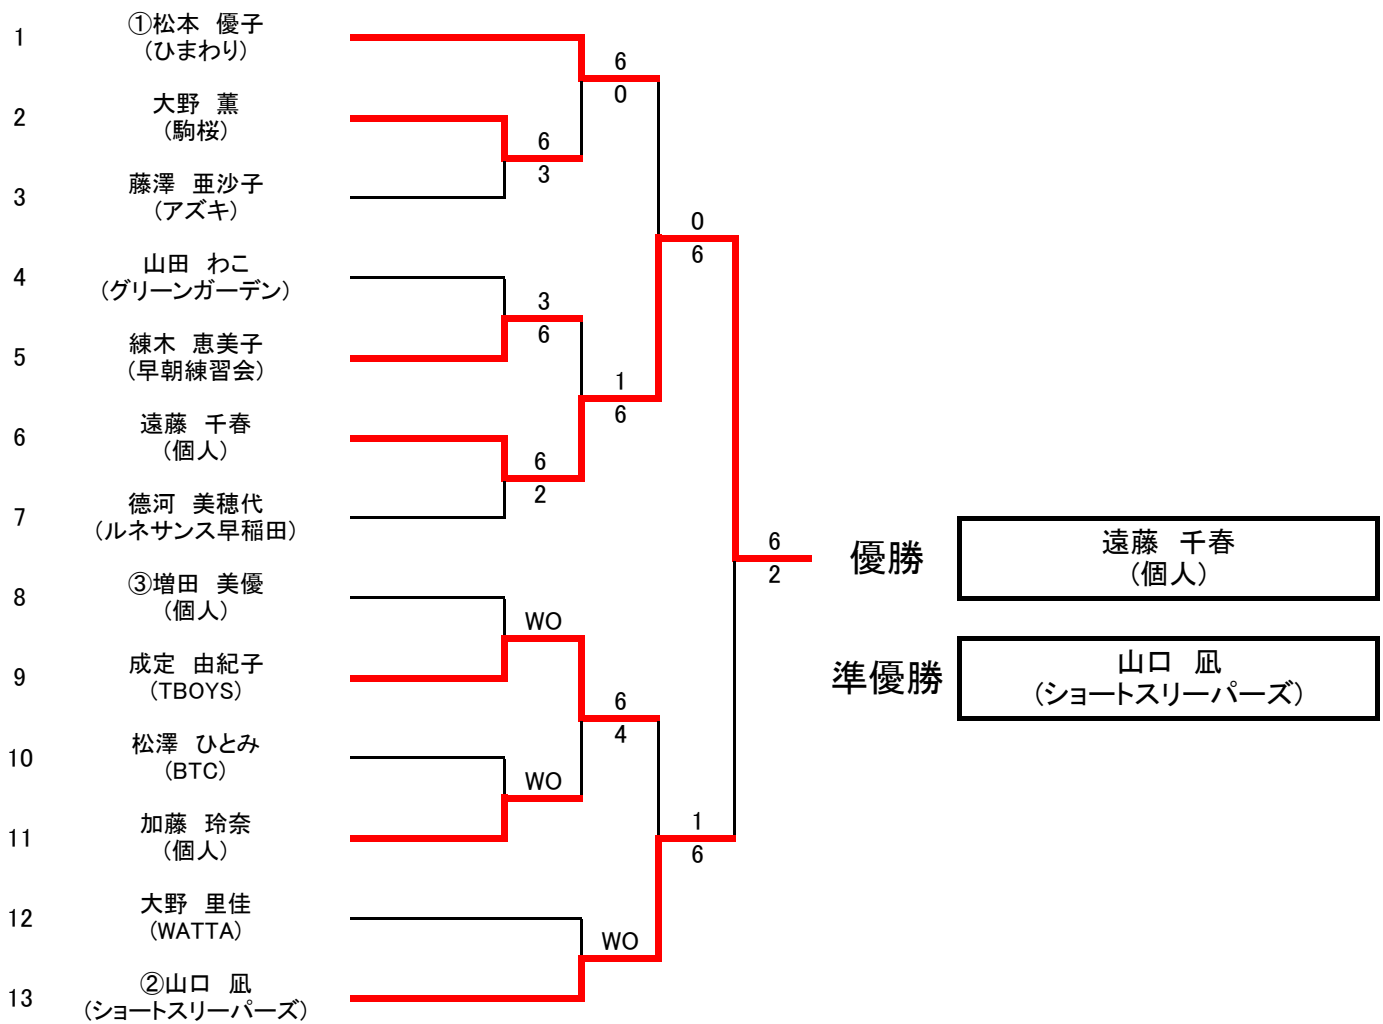 1
①松本 優子
(ひまわり)
6
0
2
大野 薫
(駒桜)
6
3
3
藤澤 亜沙子
(アズキ)
0
6
4
山田 わこ
(グリーンガーデン)
3
6
5
練木 恵美子
(早朝練習会)
1
6
6
遠藤 千春
(個人)
6
2
7
德河 美穂代
(ルネサンス早稲田)
6
2
優勝
遠藤 千春
(個人)
8
③増田 美優
(個人)
WO
9
成定 由紀子
(TBOYS)
準優勝
山口 凪
(ショートスリーパーズ)
6
4
10
松澤 ひとみ
(BTC)
WO
11
加藤 玲奈
(個人)
1
6
12
大野 里佳
(WATTA)
WO
13
②山口 凪
(ショートスリーパーズ)